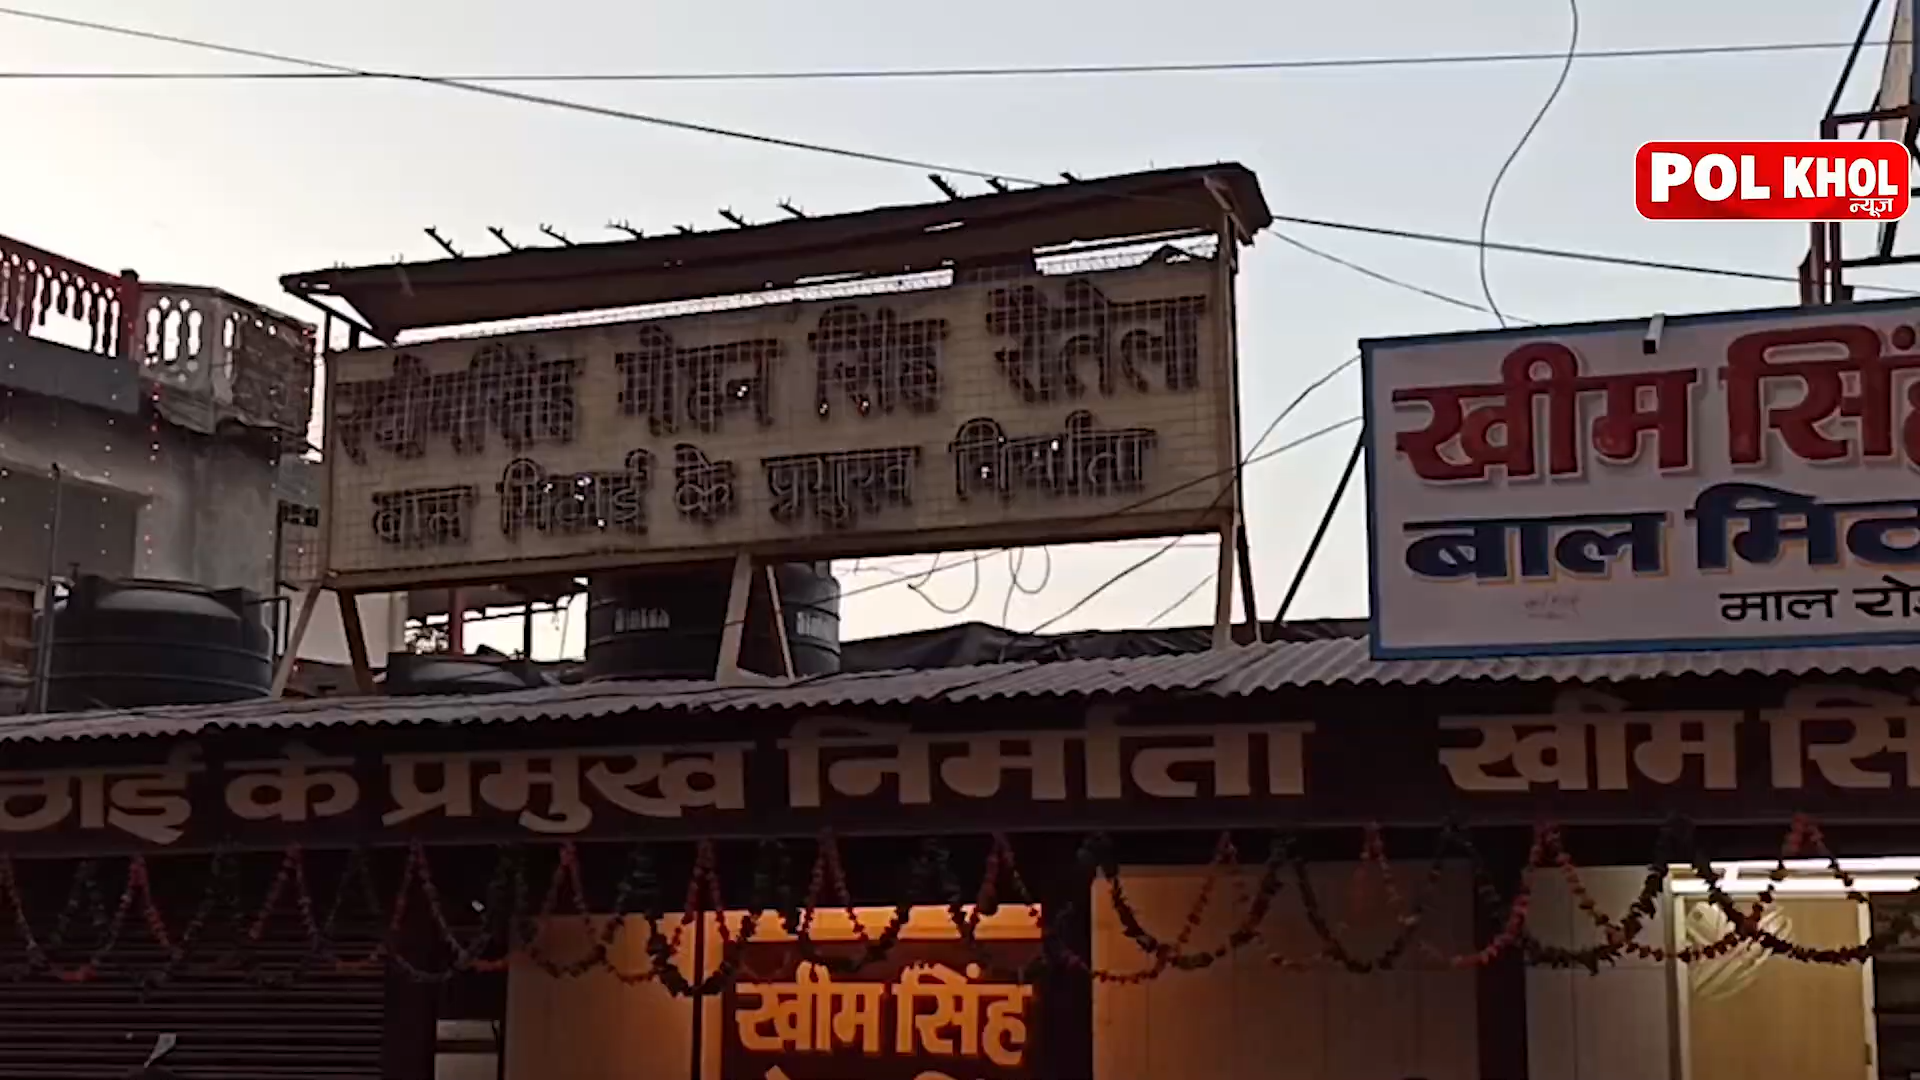 POL KHOL
न्यूज़
खीमसिंह मोहन सिंह रौतेला
बाल मिठाई के प्रमुख निर्माता
खीम सिंह
बाल मिठ
माल रो
ठाई के प्रमुख निर्माता खीम सि
खीम सिंह